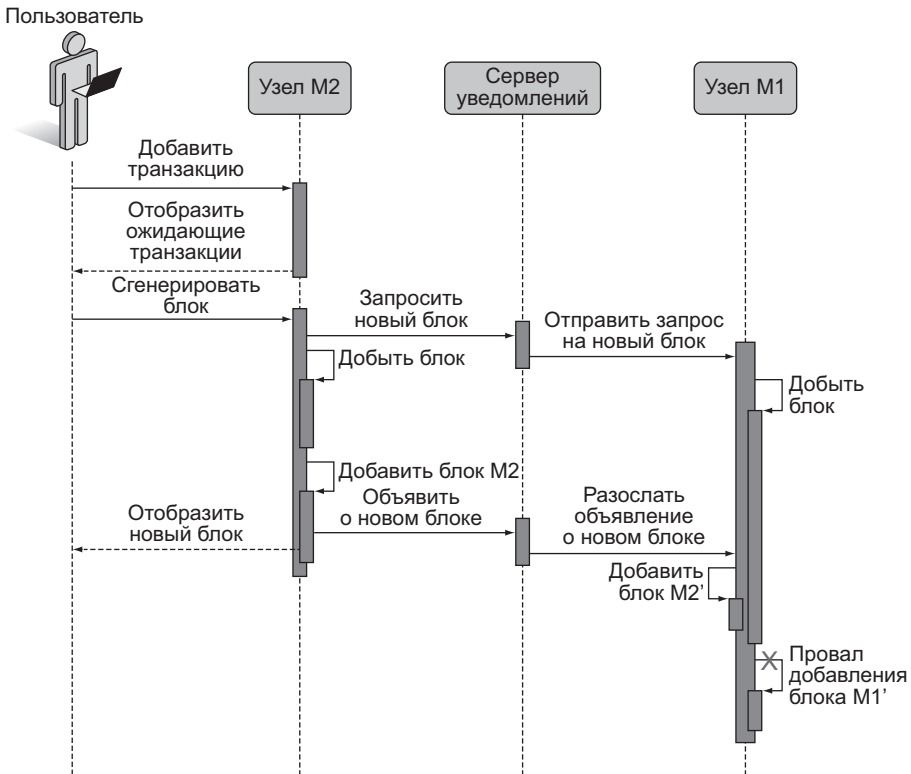 Пользователь
Узел M2
Сервер
уведомлений
Узел M1
Добавить
транзакцию
Отобразить
ожидающие
транзакции
Сгенерировать
блок
Запросить
новый блок
Отправить запрос
на новый блок
Добыть блок
Добыть
блок
Добавить блок M2
Объявить
о новом блоке
Разослать
объявление
о новом блоке
Отобразить
новый блок
Добавить
блок M2’
Провал
добавления
блока M1’